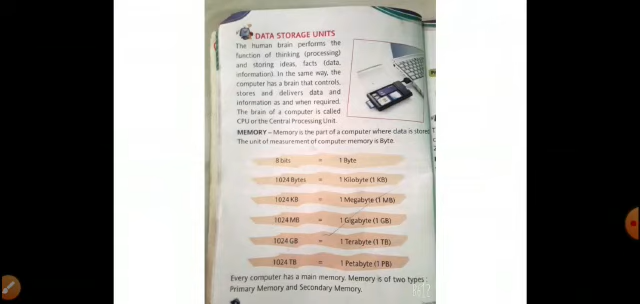 DATA STORAGE UNITS
The human brain performs the
function of thinking (processing)
and storing ideas, facts (data,
information). In the same way, the
computer has a brain that controls,
stores and delivers data and
information as and when required.
The brain of a computer is called
CPU or the Central Processing Unit.
MEMORY – Memory is the part of a computer where data is stored
The unit of measurement of computer memory is Byte.
8 bits = 1 Byte
1024 Bytes = 1 Kilobyte (1 KB)
1024 KB = 1 Megabyte (1 MB)
1024 MB = 1 Gigabyte (1 GB)
1024 GB = 1 Terabyte (1 TB)
1024 TB = 1 Petabyte (1 PB)
Every computer has a main memory. Memory is of two types :
Primary Memory and Secondary Memory.